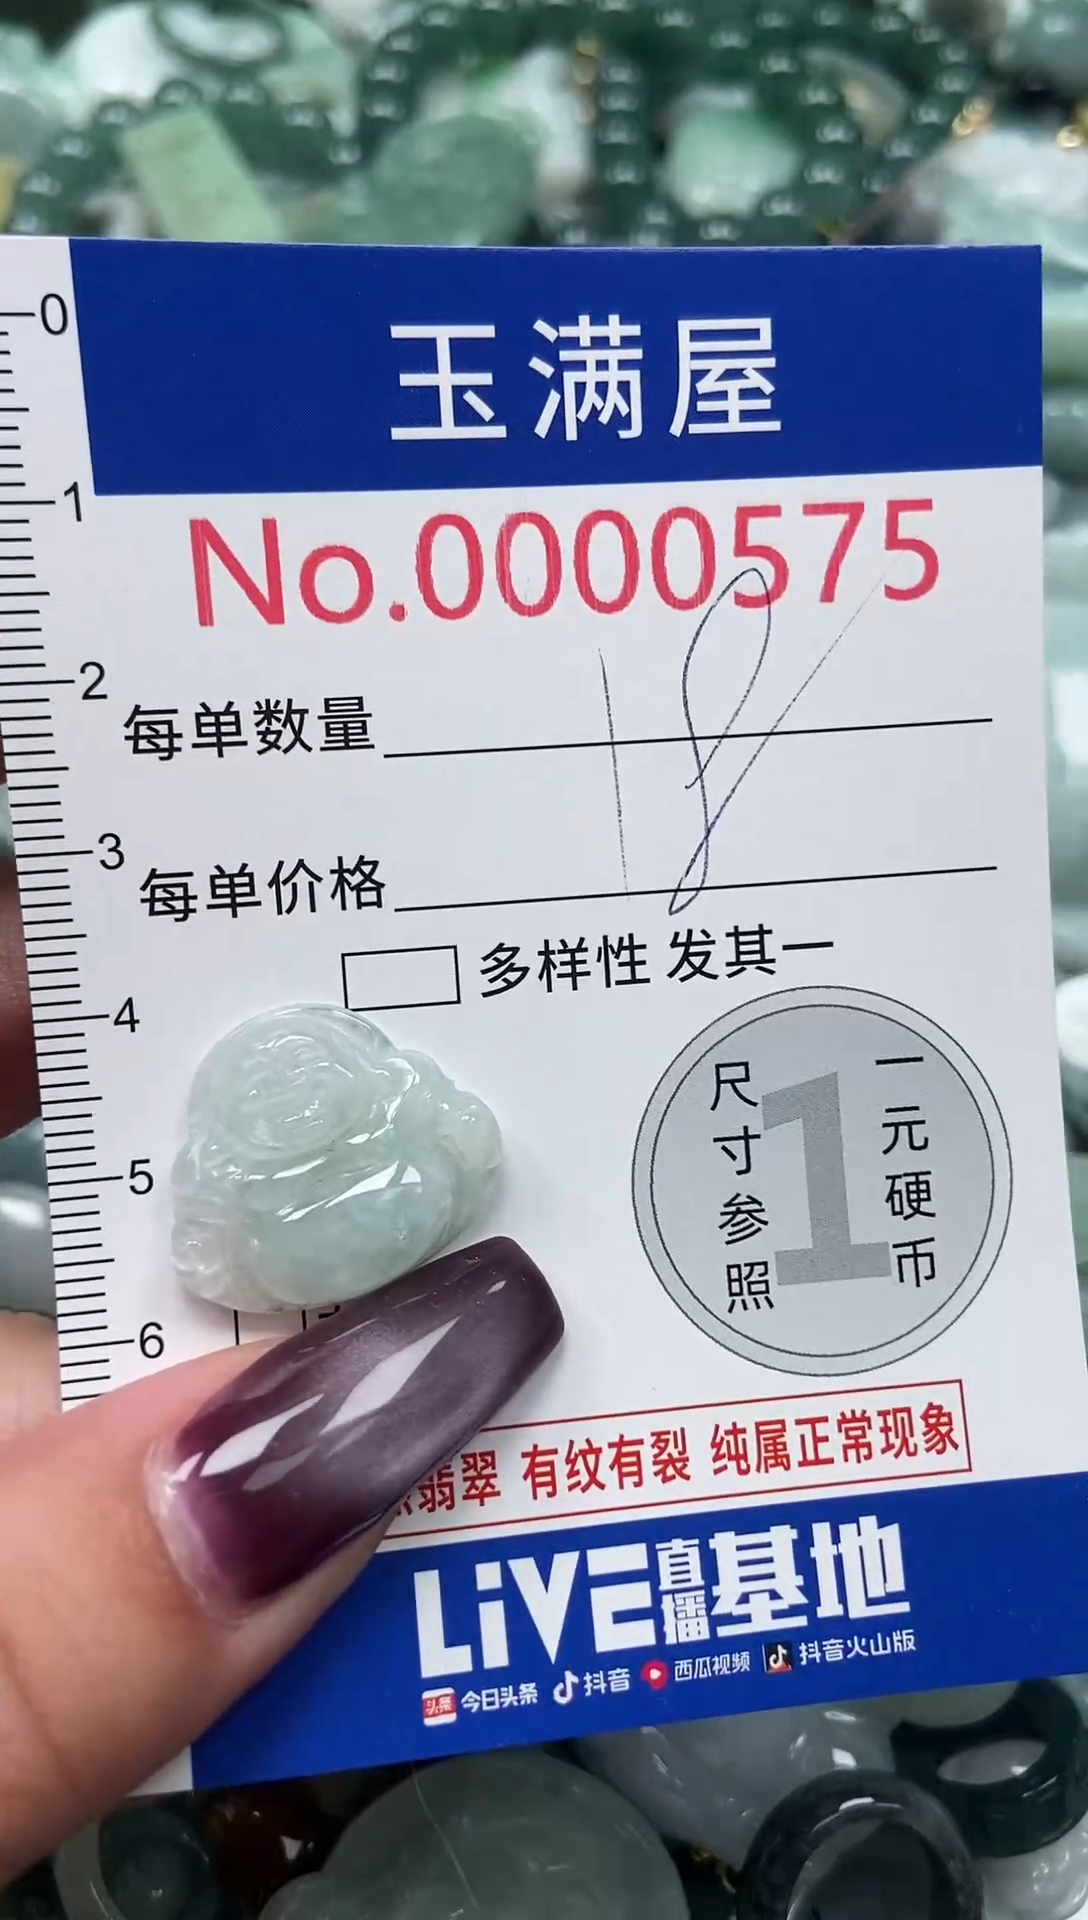 玉满屋
No.0000575
0
1
2
3
4
5
6
每单数量
18
每单价格
多样性 发其一
尺寸参照
1
一元硬币
翡翠 有纹有裂 纯属正常现象
LiVE直播基地
头条 今日头条 抖音 西瓜视频 抖音火山版